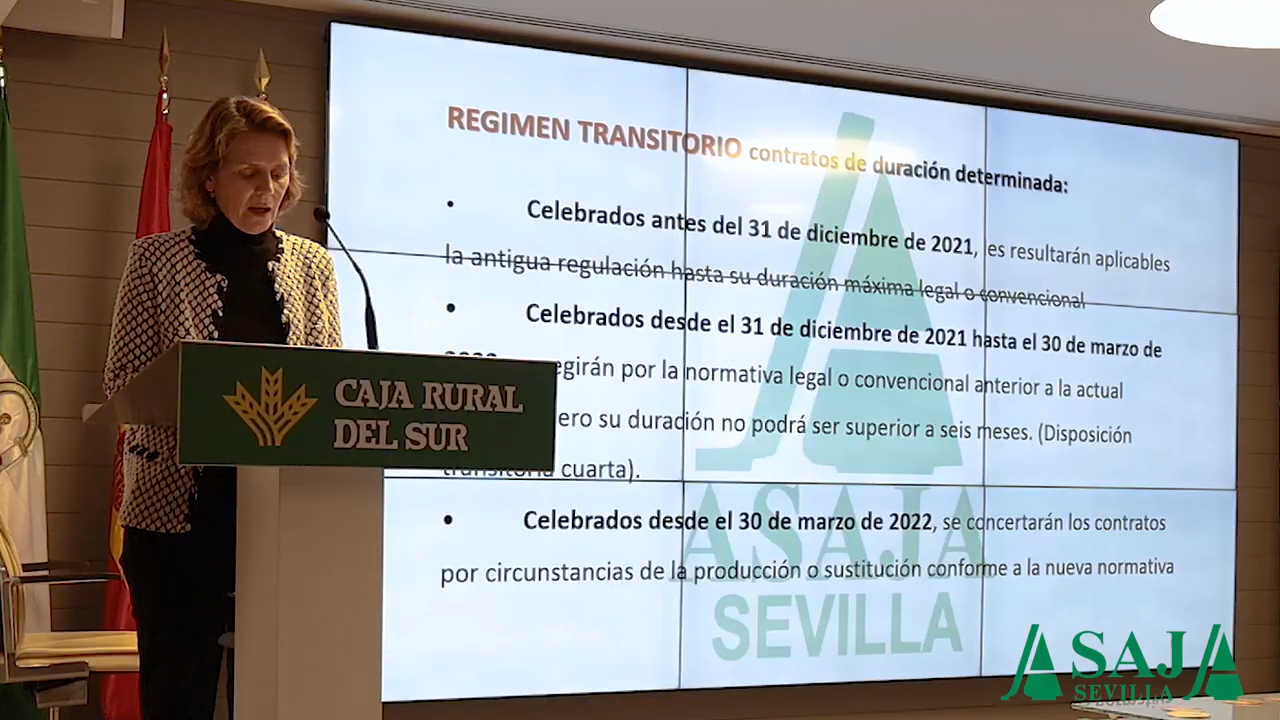 REGIMEN TRANSITORIO contratos de duración determinada:
• Celebrados antes del 31 de diciembre de 2021, es resultarán aplicables
la antigua regulación hasta su duración máxima legal o convencional
• Celebrados desde el 31 de diciembre de 2021 hasta el 30 de marzo de
egirán por la normativa legal o convencional anterior a la actual
ero su duración no podrá ser superior a seis meses. (Disposición
transitoria cuarta).
• Celebrados desde el 30 de marzo de 2022, se concertarán los contratos
por circunstancias de la producción o sustitución conforme a la nueva normativa
ASAJA
SEVILLA
CAJA RURAL
DEL SUR
ASAJA
SEVILLA